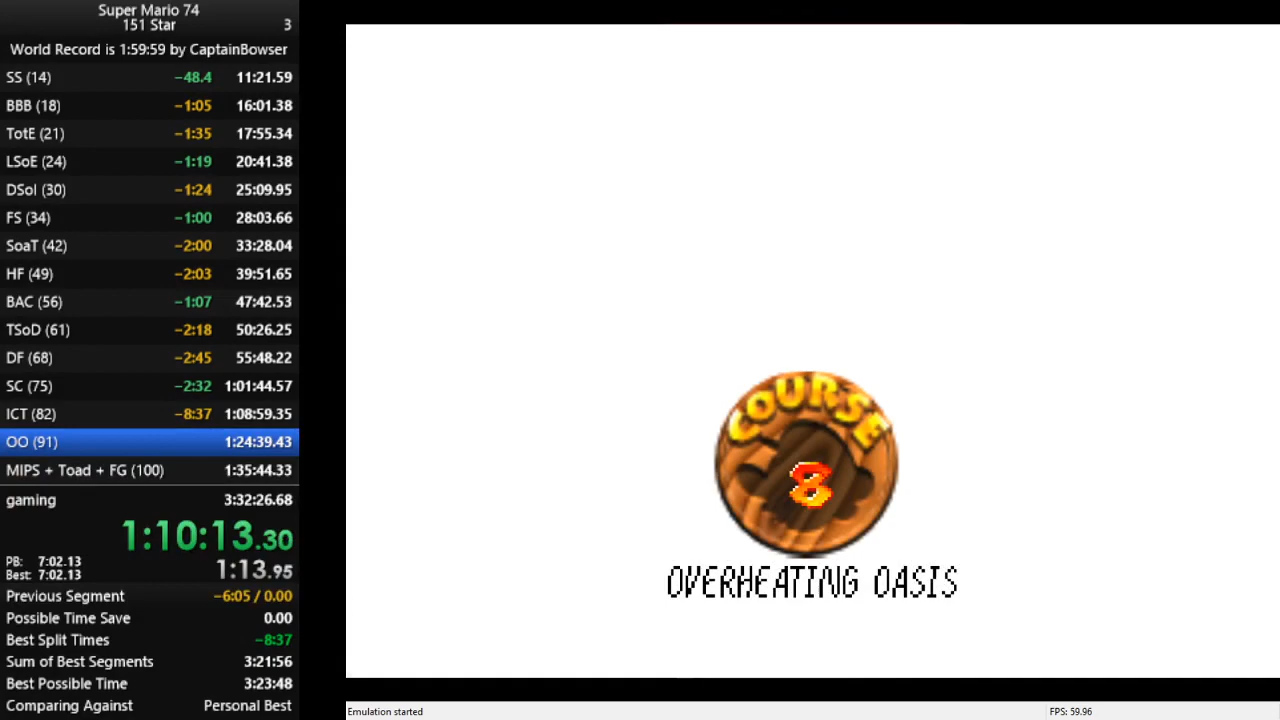 Super Mario 74
151 Star 3
World Record is 1:59:59 by CaptainBowser
SS (14) −48.4 11:21.59
BBB (18) −1:05 16:01.38
TotE (21) −1:35 17:55.34
LSoE (24) −1:19 20:41.38
DSol (30) −1:24 25:09.95
FS (34) −1:00 28:03.66
SoaT (42) −2:00 33:28.04
HF (49) −2:03 39:51.65
BAC (56) −1:07 47:42.53
TSoD (61) −2:18 50:26.25
DF (68) −2:45 55:48.22
SC (75) −2:32 1:01:44.57
ICT (82) −8:37 1:08:59.35
OO (91) 1:24:39.43
MIPS + Toad + FG (100) 1:35:44.33
gaming 3:32:26.68
1:10:13.30
PB: 7:02.13
Best: 7:02.13
1:13.95
Previous Segment −6:05 / 0.00
Possible Time Save 0.00
Best Split Times −8:37
Sum of Best Segments 3:21:56
Best Possible Time 3:23:48
Comparing Against Personal Best
COURSE
8
OVERHEATING OASIS
Emulation started FPS: 59.96